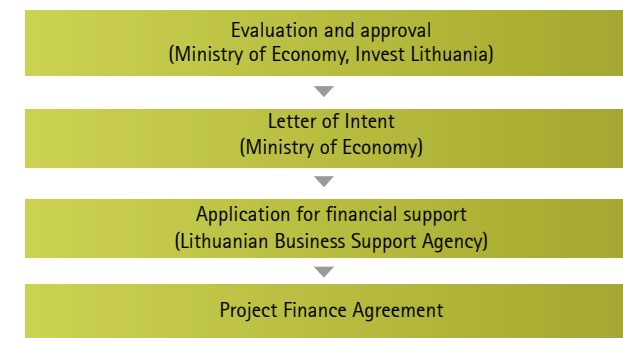 Evaluation and approval
(Ministry of Economy, Invest Lithuania)
Letter of Intent
(Ministry of Economy)
Application for financial support
(Lithuanian Business Support Agency)
Project Finance Agreement